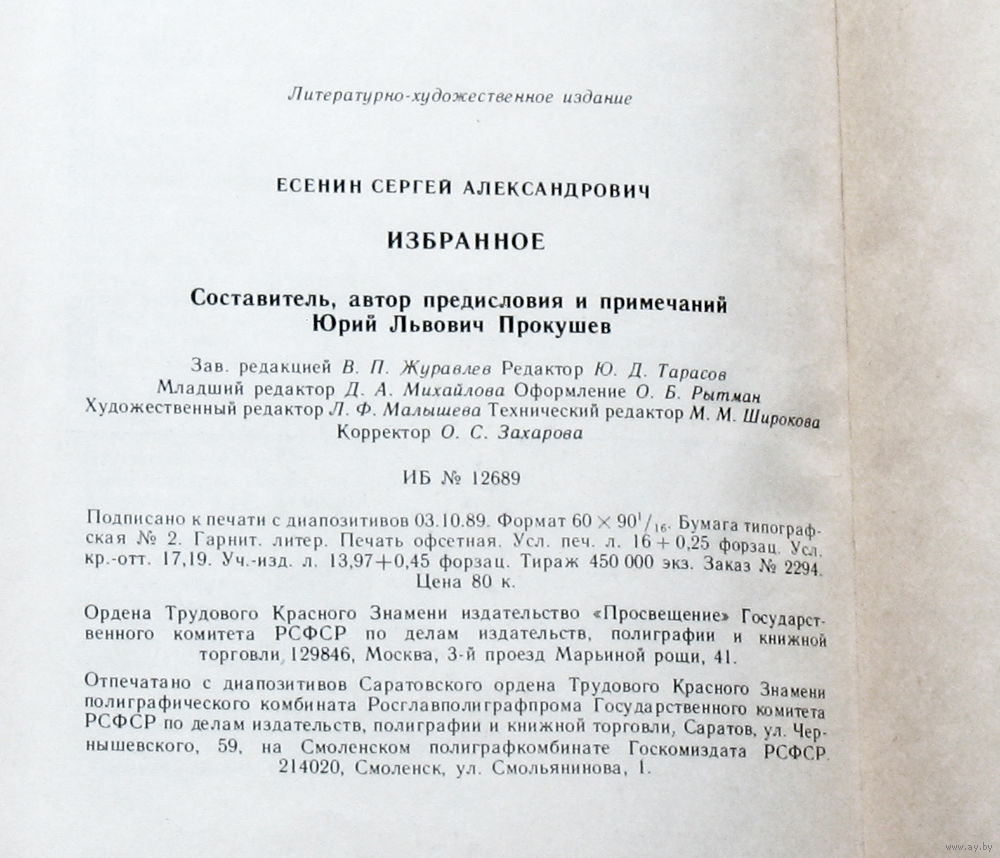 Литературно-художественное издание
ЕСЕНИН СЕРГЕЙ АЛЕКСАНДРОВИЧ
ИЗБРАННОЕ
Составитель, автор предисловия и примечаний
Юрий Львович Прокушев
Зав. редакцией В. П. Журавлев Редактор Ю. Д. Тарасов
Младший редактор Д. А. Михайлова Оформление О. Б. Рытман
Художественный редактор Л. Ф. Малышева Технический редактор М. М. Широкова
Корректор О. С. Захарова
ИБ № 12689
Подписано к печати с диапозитивов 03.10.89. Формат 60 × 90¹/₁₆. Бумага типограф-
ская № 2. Гарнит. литер. Печать офсетная. Усл. печ. л. 16+0,25 форзац. Усл.
кр.-отт. 17,19. Уч.-изд. л. 13,97+0,45 форзац. Тираж 450 000 экз. Заказ № 2294.
Цена 80 к.
Ордена Трудового Красного Знамени издательство «Просвещение» Государст-
венного комитета РСФСР по делам издательств, полиграфии и книжной
торговли, 129846, Москва, 3-й проезд Марьиной рощи, 41.
Отпечатано с диапозитивов Саратовского ордена Трудового Красного Знамени
полиграфического комбината Росглавполиграфпрома Государственного комитета
РСФСР по делам издательств, полиграфии и книжной торговли, Саратов, ул. Чер-
нышевского, 59, на Смоленском полиграфкомбинате Госкомиздата РСФСР.
214020, Смоленск, ул. Смольянинова, 1.
www.ay.by